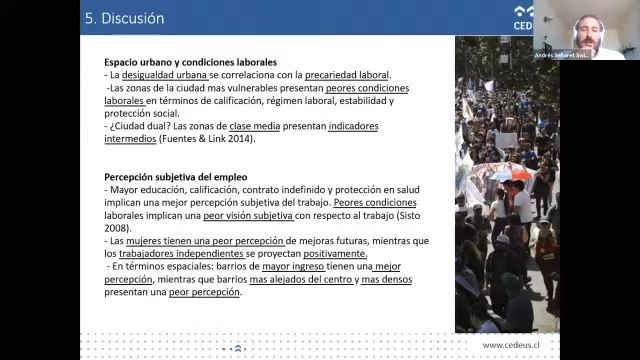 5. Discusión
CED
Andrés Señoret Swi...
Espacio urbano y condiciones laborales
- La desigualdad urbana se correlaciona con la precariedad laboral.
-Las zonas de la ciudad mas vulnerables presentan peores condiciones
laborales en términos de calificación, régimen laboral, estabilidad y
protección social.
- ¿Ciudad dual? Las zonas de clase media presentan indicadores
intermedios (Fuentes & Link 2014).
Percepción subjetiva del empleo
- Mayor educación, calificación, contrato indefinido y protección en salud
implican una mejor percepción subjetiva del trabajo. Peores condiciones
laborales implican una peor visión subjetiva con respecto al trabajo (Sisto
2008).
- Las mujeres tienen una peor percepción de mejoras futuras, mientras que
los trabajadores independientes se proyectan positivamente.
- En términos espaciales: barrios de mayor ingreso tienen una mejor
percepción, mientras que barrios mas alejados del centro y mas densos
presentan una peor percepción.
www.cedeus.cl